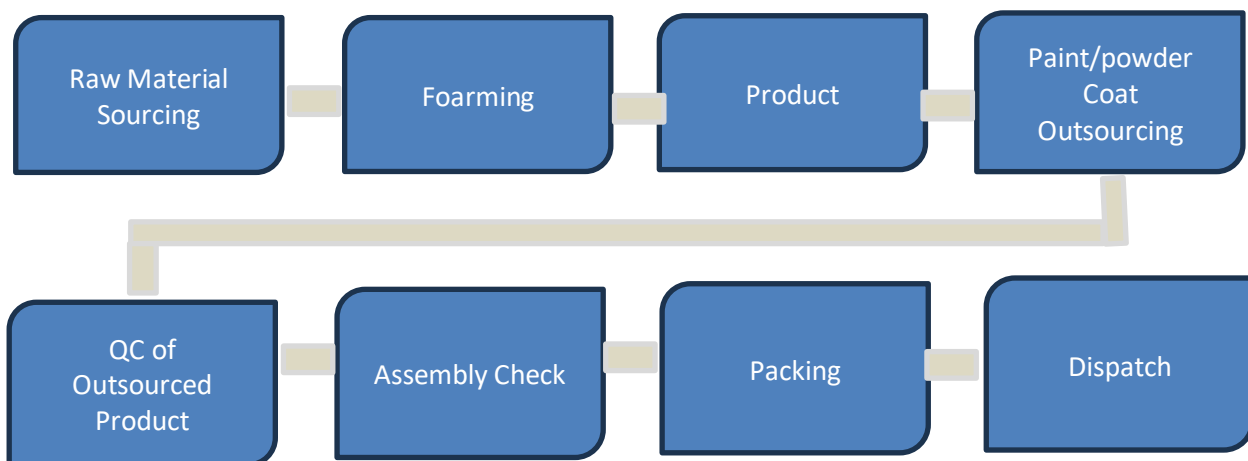 Raw Material
Sourcing
Foarming
Product
Paint/powder
Coat
Outsourcing
QC of
Outsourced
Product
Assembly Check
Packing
Dispatch